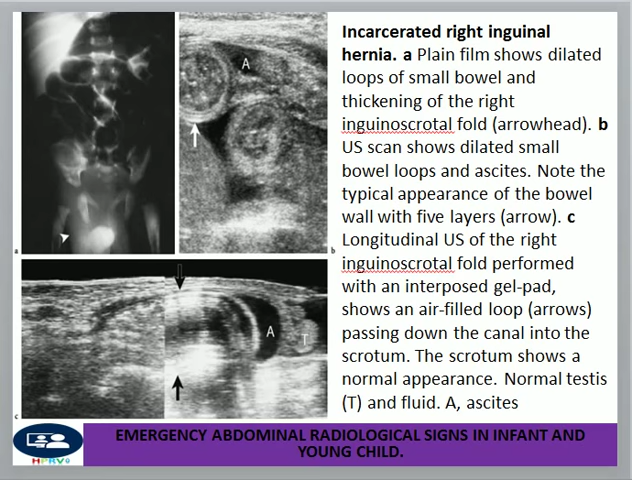 Incarcerated right inguinal
hernia. a Plain film shows dilated
loops of small bowel and
thickening of the right
inguinoscrotal fold (arrowhead). b
US scan shows dilated small
bowel loops and ascites. Note the
typical appearance of the bowel
wall with five layers (arrow). c
Longitudinal US of the right
inguinoscrotal fold performed
with an interposed gel-pad,
shows an air-filled loop (arrows)
passing down the canal into the
scrotum. The scrotum shows a
normal appearance. Normal testis
(T) and fluid. A, ascites
A
a
b
A
T
c
HPRV
EMERGENCY ABDOMINAL RADIOLOGICAL SIGNS IN INFANT AND
YOUNG CHILD.